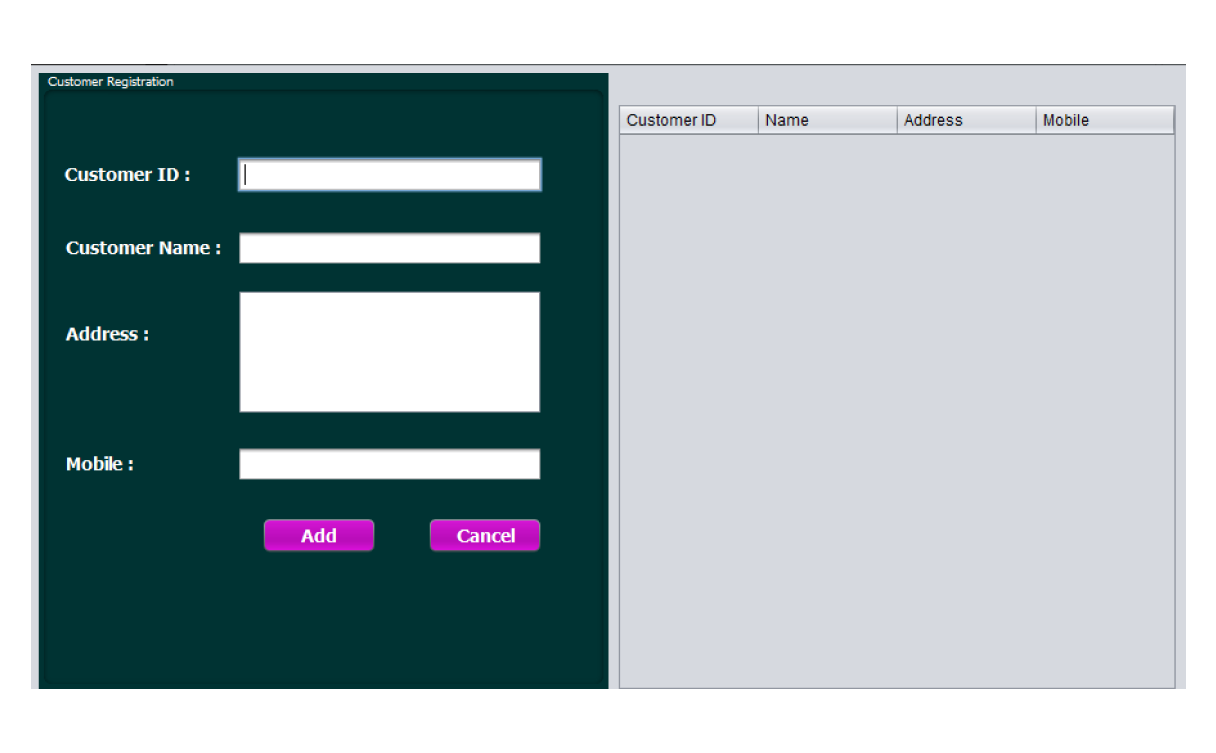 Customer Registration
Customer ID :
Customer Name :
Address :
Mobile :
Add Cancel
Customer ID Name Address Mobile